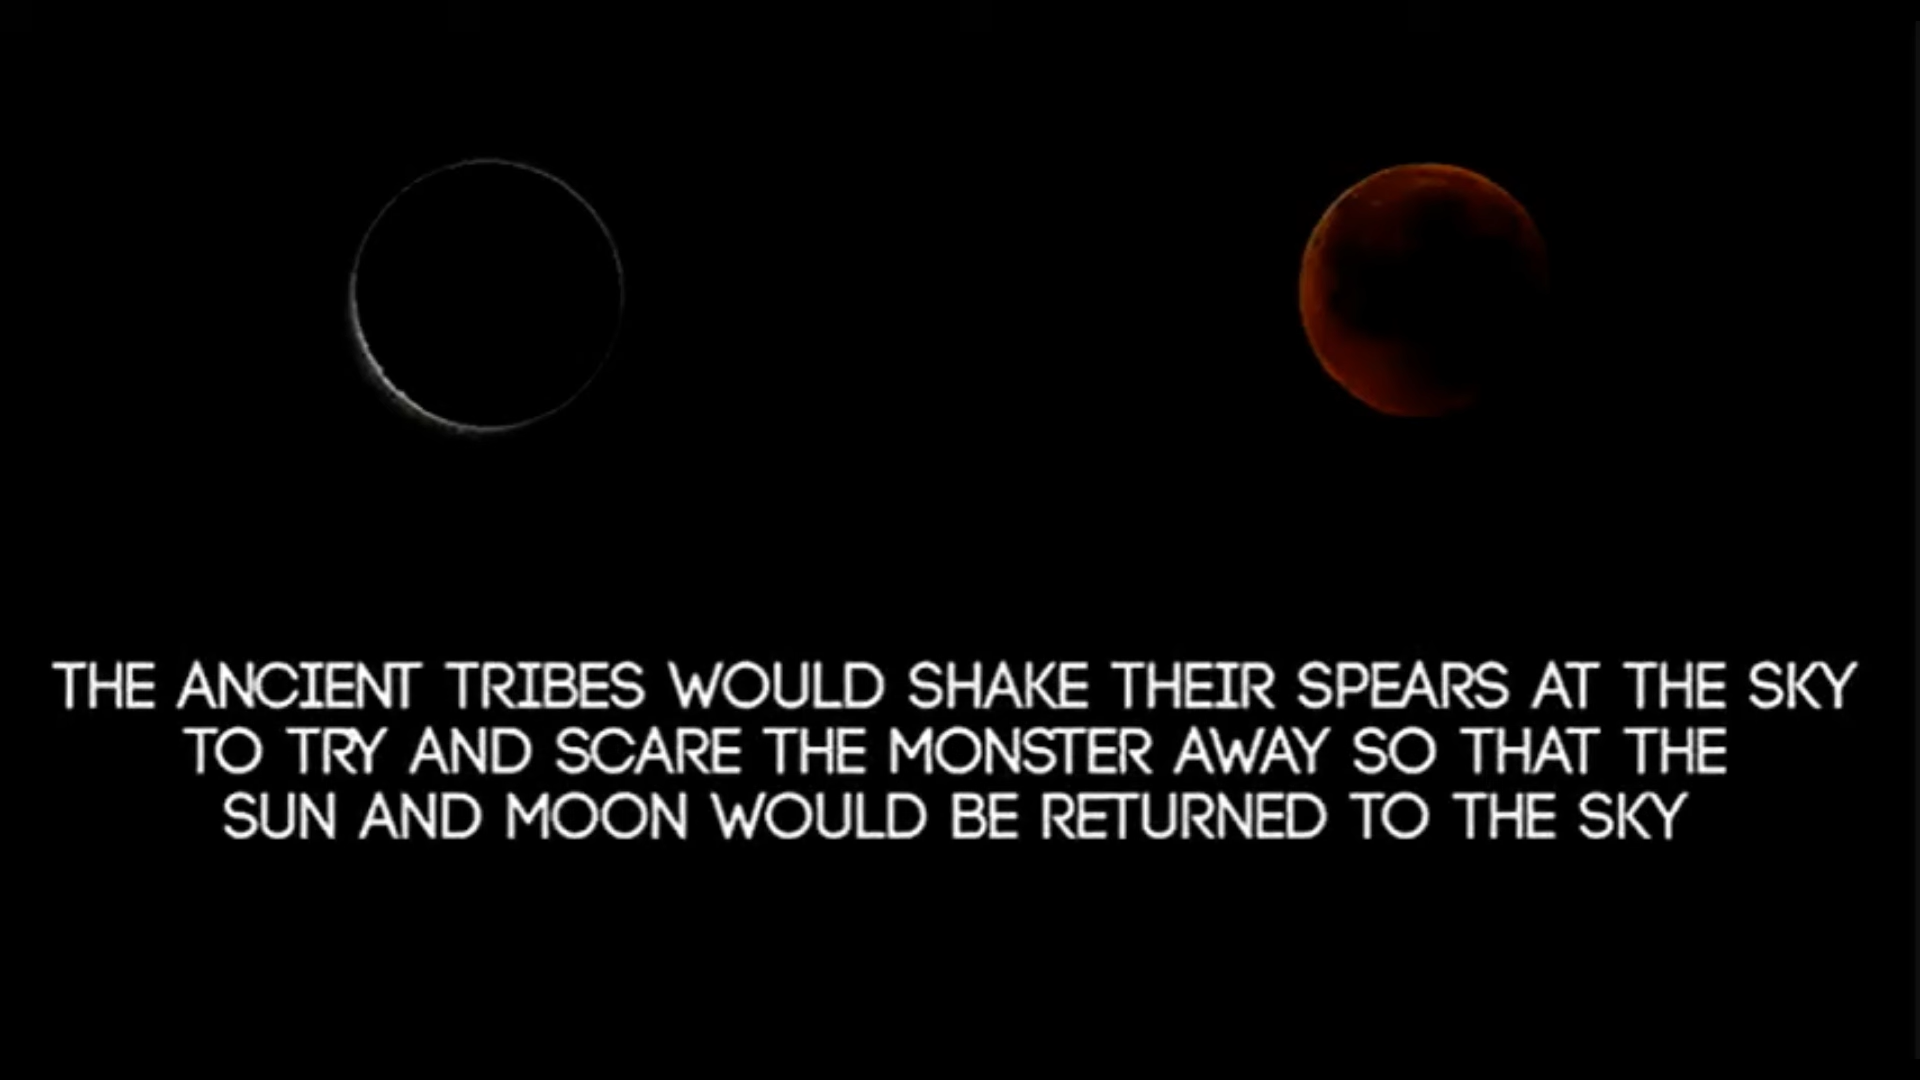 THE ANCIENT TRIBES WOULD SHAKE THEIR SPEARS AT THE SKY
TO TRY AND SCARE THE MONSTER AWAY SO THAT THE
SUN AND MOON WOULD BE RETURNED TO THE SKY